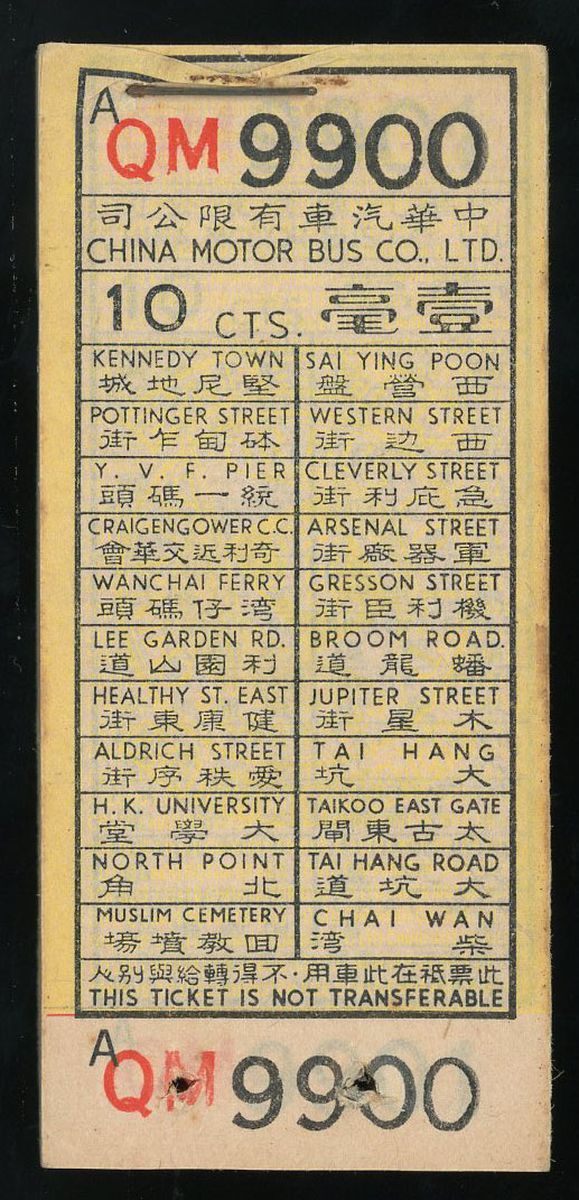 A QM 9900
中華汽車有限公司
CHINA MOTOR BUS CO., LTD.
10 CTS. 壹毫
KENNEDY TOWN
堅尼地城
SAI YING POON
西營盤
POTTINGER STREET
砵甸乍街
WESTERN STREET
西边街
Y. V. F. PIER
統一碼頭
CLEVERLY STREET
急庇利街
CRAIGENGOWER C.C.
奇利近交華會
ARSENAL STREET
軍器廠街
WANCHAI FERRY
湾仔碼頭
GRESSON STREET
機利臣街
LEE GARDEN RD.
利園山道
BROOM ROAD.
蟠龍道
HEALTHY ST. EAST
健康東街
JUPITER STREET
木星街
ALDRICH STREET
愛秩序街
TAI HANG
大坑
H.K. UNIVERSITY
大學堂
TAIKOO EAST GATE
太古東閘
NORTH POINT
北角
TAI HANG ROAD
大坑道
MUSLIM CEMETERY
回教墳塲
CHAI WAN
柴湾
此票祇在此車用·不得轉給與别人
THIS TICKET IS NOT TRANSFERABLE
A QM 9900